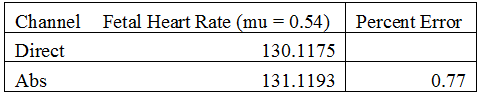 Channel Fetal Heart Rate (mu = 0.54) Percent Error
Direct 130.1175
Abs 131.1193 0.77